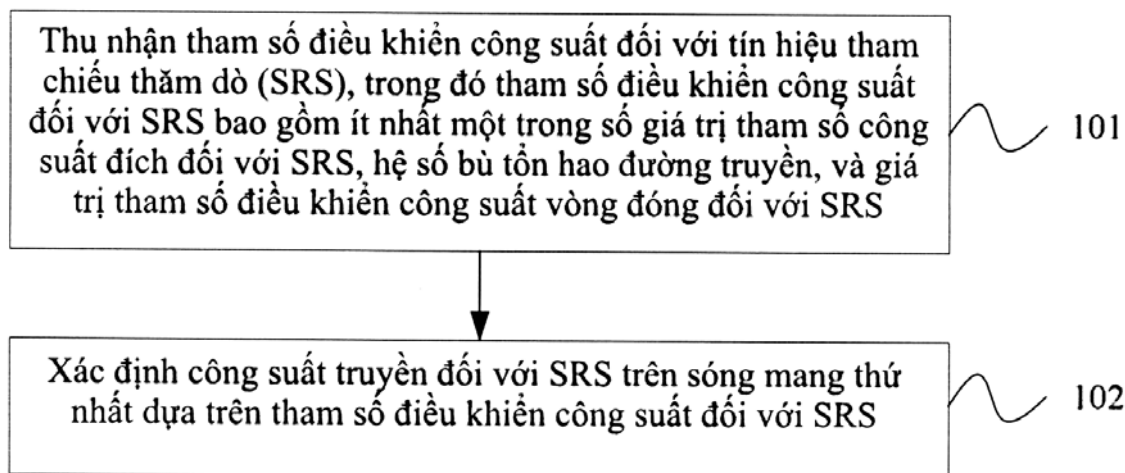 Thu nhận tham số điều khiển công suất đối với tín hiệu tham
chiếu thăm dò (SRS), trong đó tham số điều khiển công suất
đối với SRS bao gồm ít nhất một trong số giá trị tham số công
suất đích đối với SRS, hệ số bù tổn hao đường truyền, và giá
trị tham số điều khiển công suất vòng đóng đối với SRS
101
Xác định công suất truyền đối với SRS trên sóng mang thứ
nhất dựa trên tham số điều khiển công suất đối với SRS
102